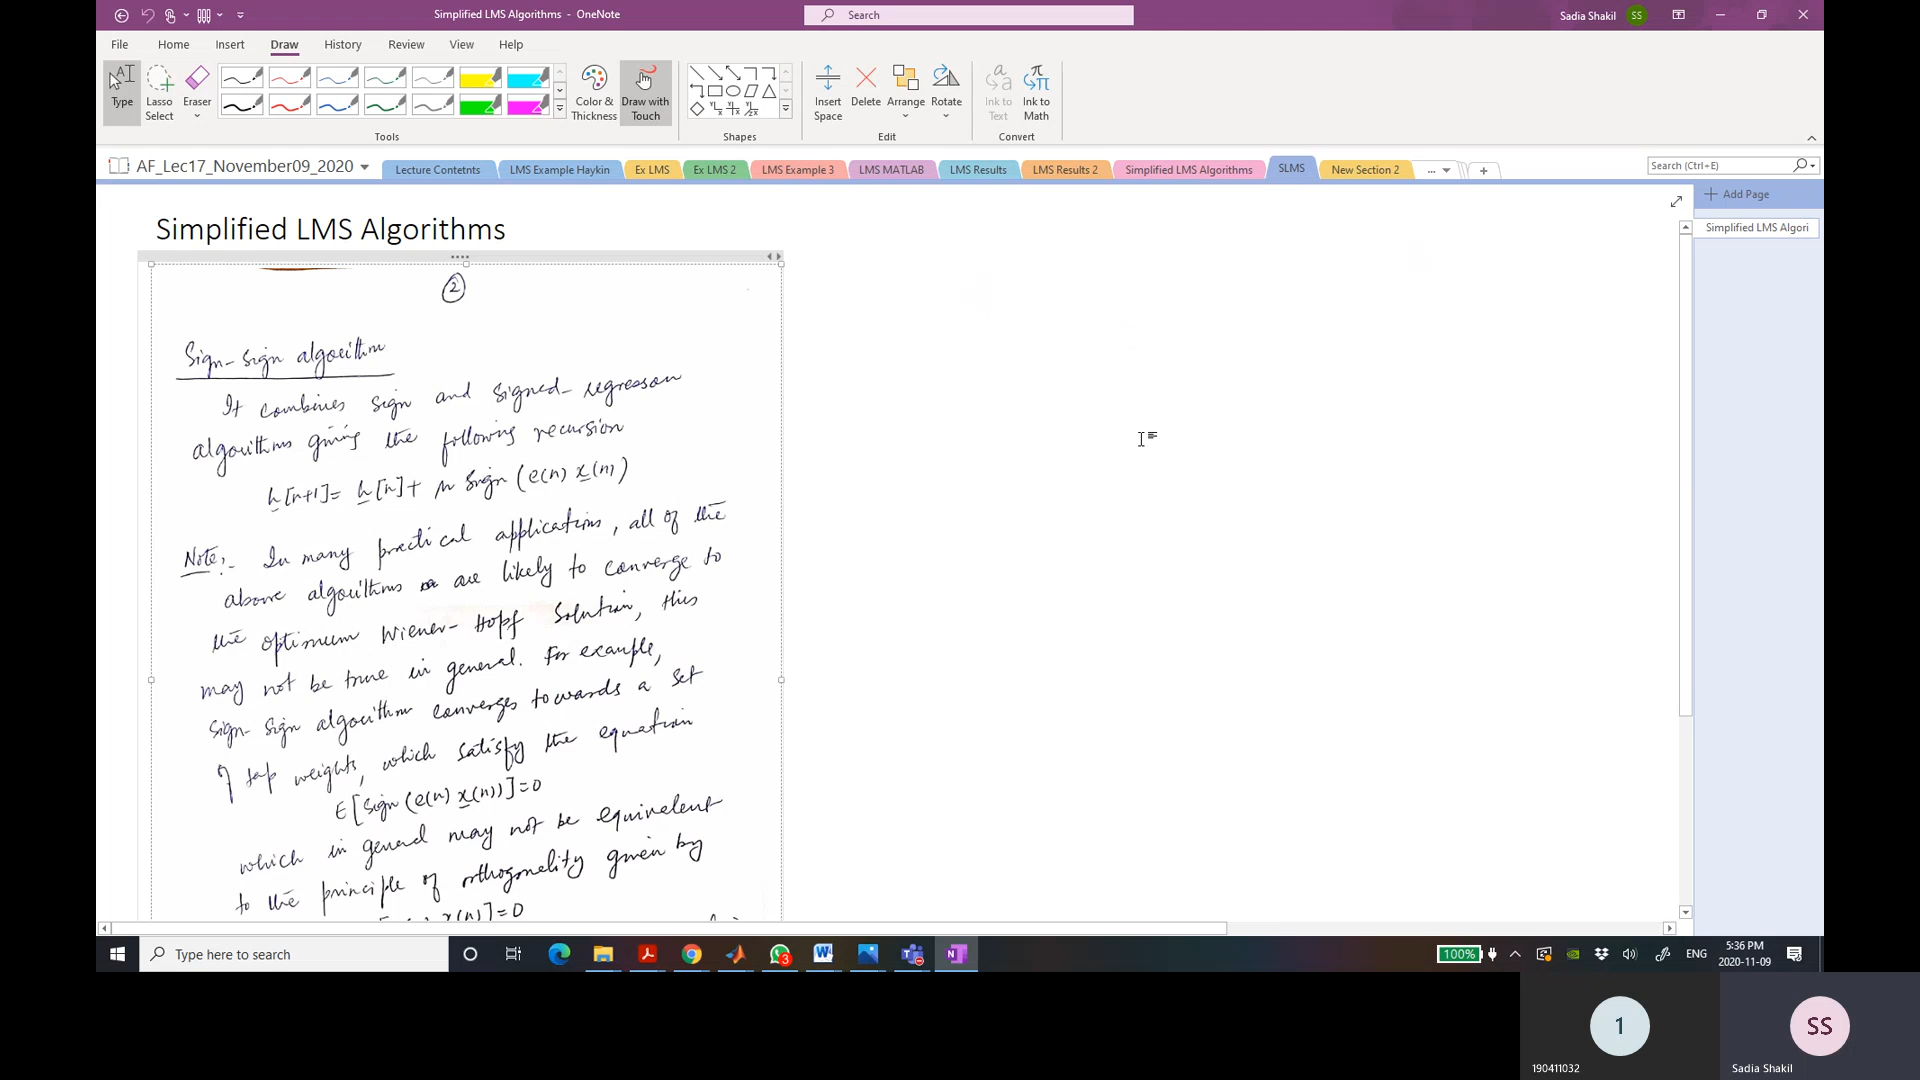 Simplified LMS Algorithms - OneNote
Search
Sadia Shakil
SS
File Home Insert Draw History Review View Help
Type
Lasso Select
Eraser
Color & Thickness
Draw with Touch
Insert Space
Delete
Arrange
Rotate
Ink to Text
Ink to Math
Tools
Shapes
Edit
Convert
AF_Lec17_November09_2020
Lecture Contetnts
LMS Example Haykin
Ex LMS
Ex LMS 2
LMS Example 3
LMS MATLAB
LMS Results
LMS Results 2
Simplified LMS Algorithms
SLMS
New Section 2
...
Search (Ctrl+E)
Add Page
Simplified LMS Algori
Simplified LMS Algorithms
2
Sign-Sign algorithm
It combines sign and signed-regresson
algorithms giving the following recursion
h[n+1]= h[n]+ μ Sign (e(n) x(n))
Note:- In many practical applications, all of the
above algorithms are likely to converge to
the optimum Wiener-Hopf Solution, this
may not be true in general. For example,
sign-sign algorithm converges towards a set
of tap weights, which satisfy the equation
E[Sign (e(n) x(n))]=0
which in general may not be equivalent
to the principle of orthogonality given by
x(n)]=0
Type here to search
3
100%
ENG
5:36 PM
2020-11-09
1
190411032
SS
Sadia Shakil